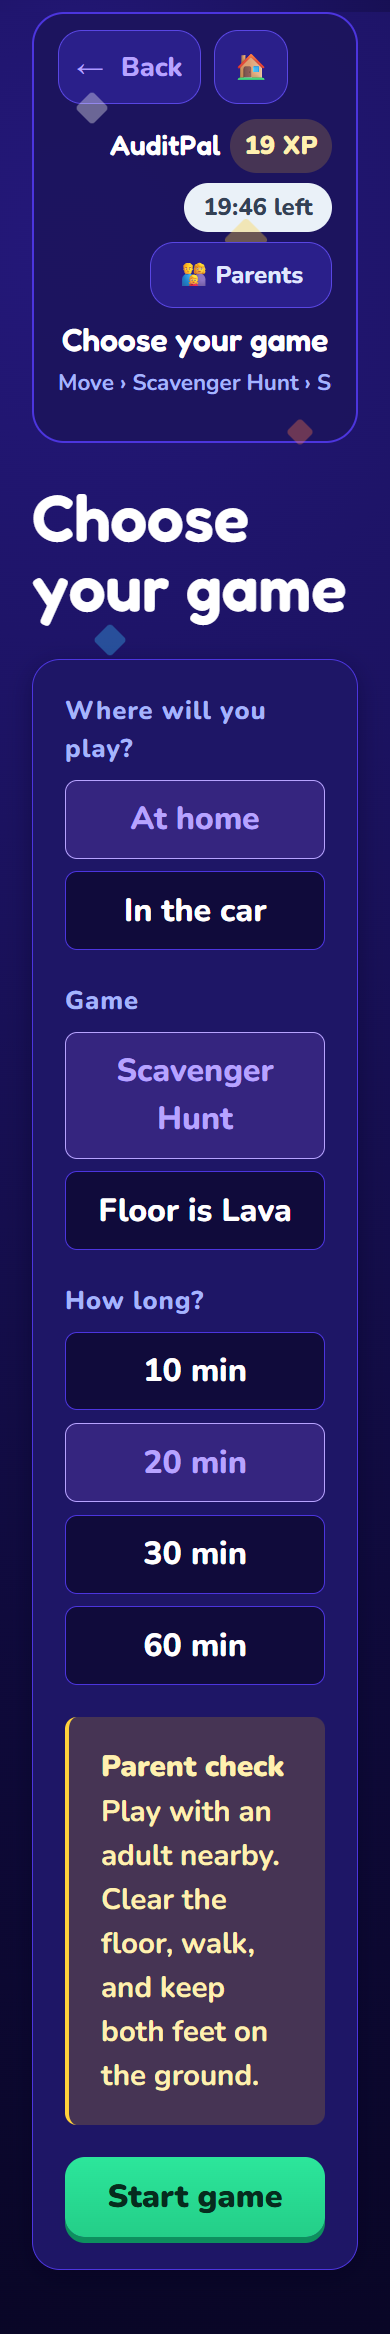 ← Back
AuditPal 19 XP
19:46 left
Parents
Choose your game
Move › Scavenger Hunt › S
Choose
your game
Where will you
play?
At home
In the car
Game
Scavenger
Hunt
Floor is Lava
How long?
10 min
20 min
30 min
60 min
Parent check
Play with an
adult nearby.
Clear the
floor, walk,
and keep
both feet on
the ground.
Start game